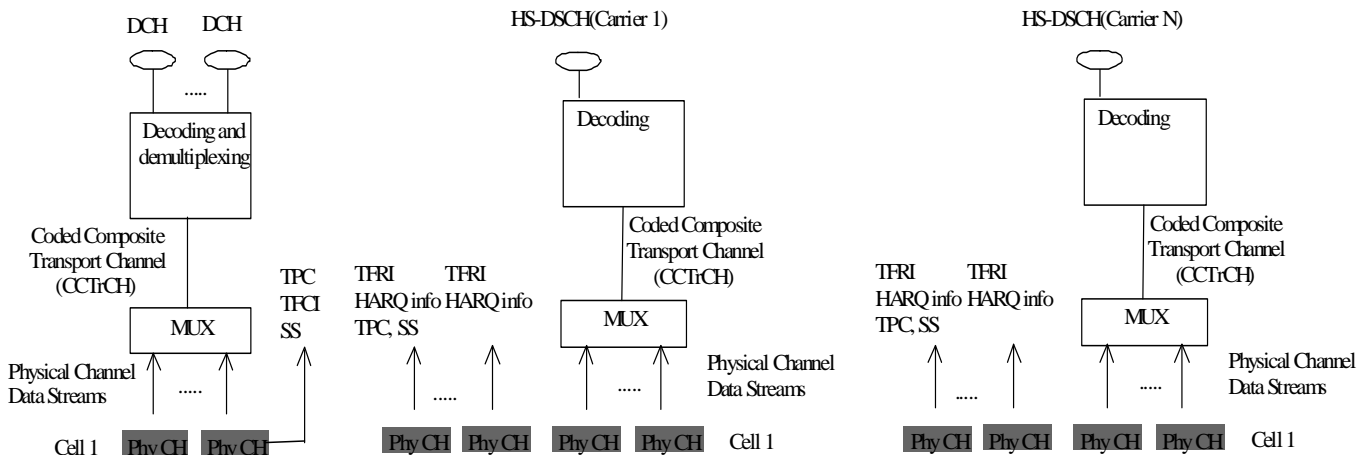 DCH DCH
.....
Decoding and
demultiplexing
Coded Composite
Transport Channel
(CCTrCH)
TPC
TFCI
SS
MUX
Physical Channel
Data Streams
.....
Cell 1 Phy CH Phy CH
HS-DSCH(Carrier 1)
Decoding
Coded Composite
Transport Channel
(CCTrCH)
TFRI TFRI
HARQ info HARQ info
TPC, SS
MUX
Physical Channel
Data Streams
..... .....
Phy CH Phy CH Phy CH Phy CH Cell 1
HS-DSCH(Carrier N)
Decoding
Coded Composite
Transport Channel
(CCTrCH)
TFRI TFRI
HARQ info HARQ info
TPC, SS
MUX
Physical Channel
Data Streams
..... .....
Phy CH Phy CH Phy CH Phy CH Cell 1